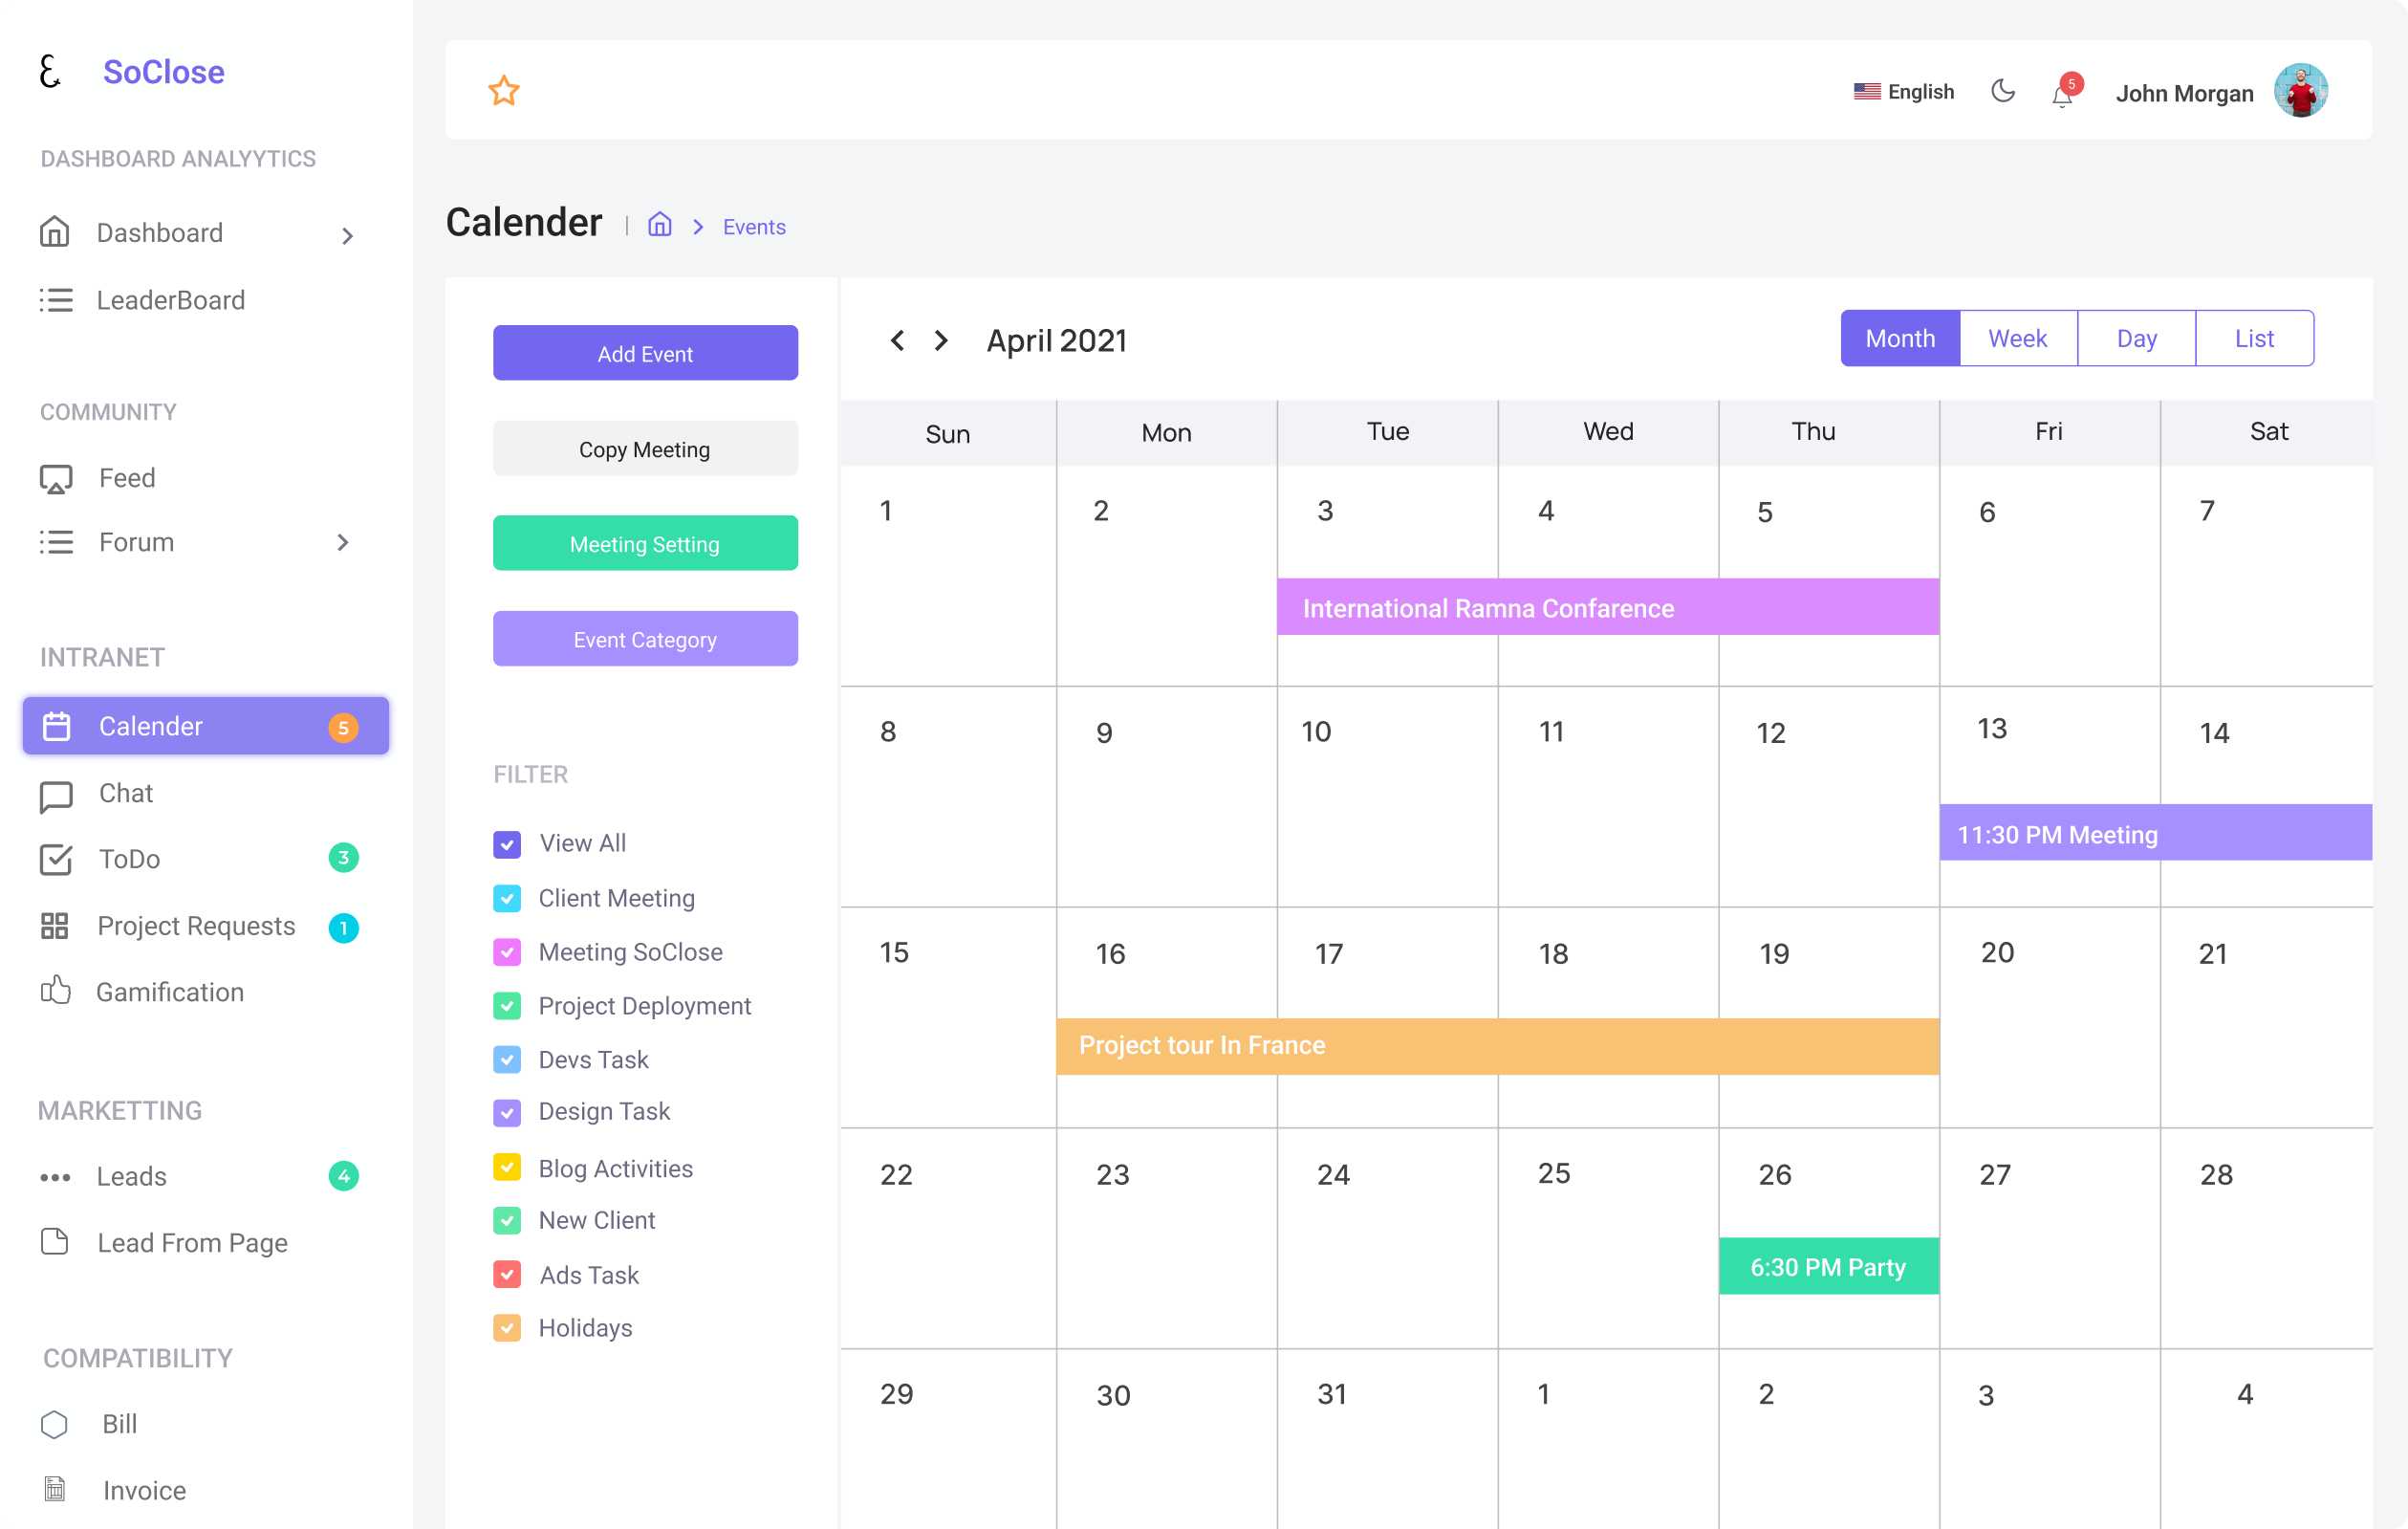 SoClose
DASHBOARD ANALYYTICS
Dashboard
LeaderBoard
COMMUNITY
Feed
Forum
INTRANET
Calender 5
Chat
ToDo 3
Project Requests 1
Gamification
MARKETTING
Leads 4
Lead From Page
COMPATIBILITY
Bill
Invoice
English 5 John Morgan
Calender | Events
Add Event
Copy Meeting
Meeting Setting
Event Category
FILTER
View All
Client Meeting
Meeting SoClose
Project Deployment
Devs Task
Design Task
Blog Activities
New Client
Ads Task
Holidays
April 2021 Month Week Day List
Sun Mon Tue Wed Thu Fri Sat
1 2 3 4 5 6 7
International Ramna Confarence
8 9 10 11 12 13 14
11:30 PM Meeting
15 16 17 18 19 20 21
Project tour In France
22 23 24 25 26 27 28
6:30 PM Party
29 30 31 1 2 3 4